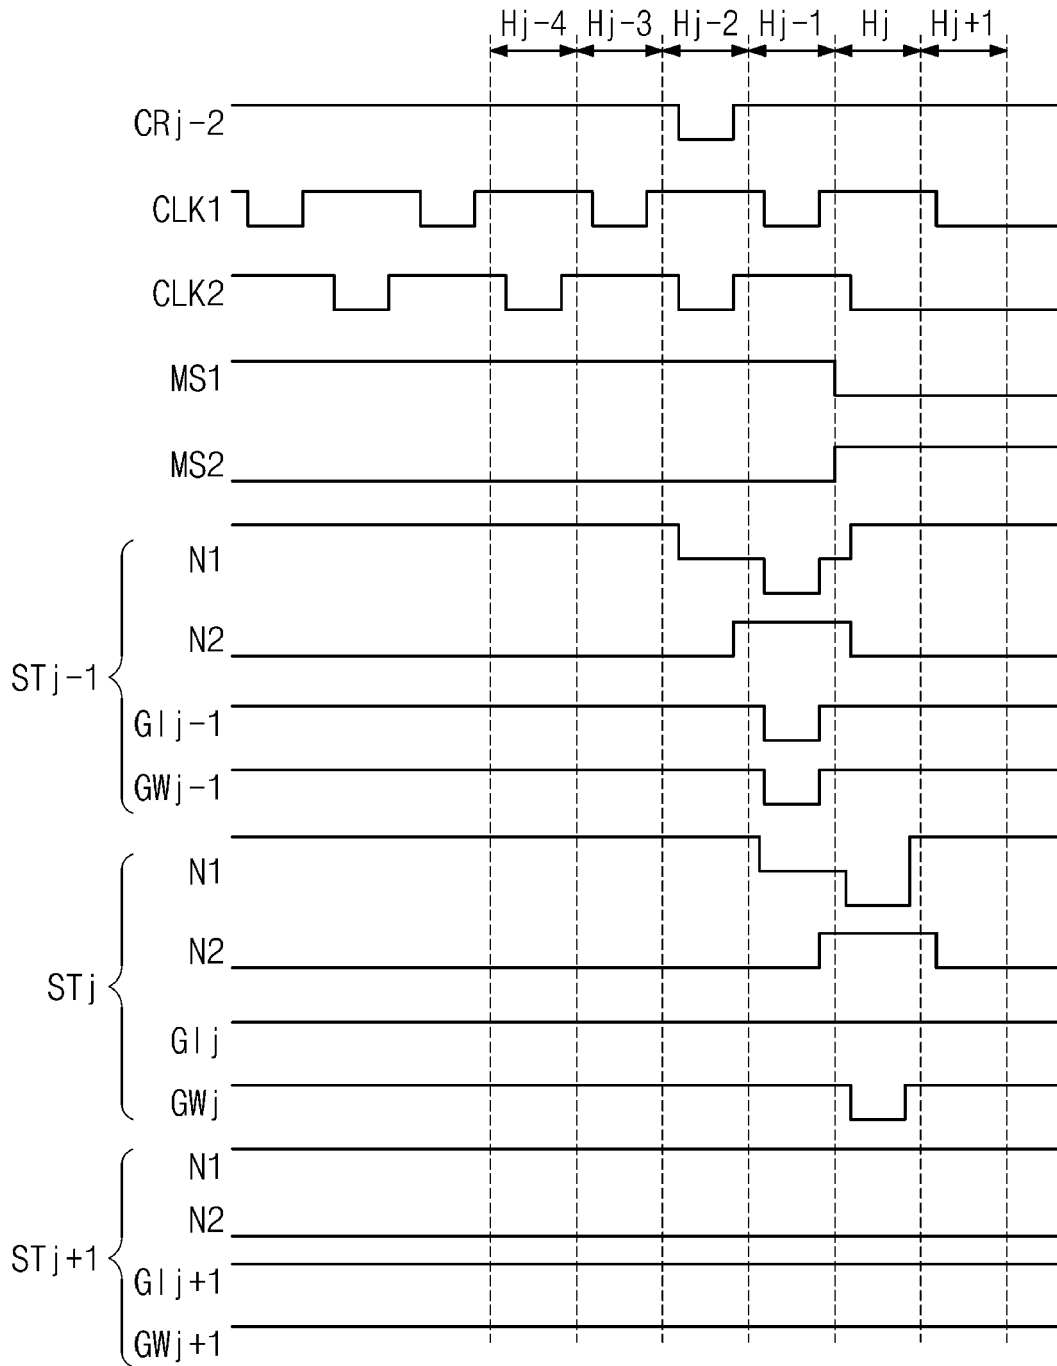 Hj-4 Hj-3 Hj-2 Hj-1 Hj Hj+1
CRj-2
CLK1
CLK2
MS1
MS2
STj-1
N1
N2
GIj-1
GWj-1
STj
N1
N2
GIj
GWj
STj+1
N1
N2
GIj+1
GWj+1